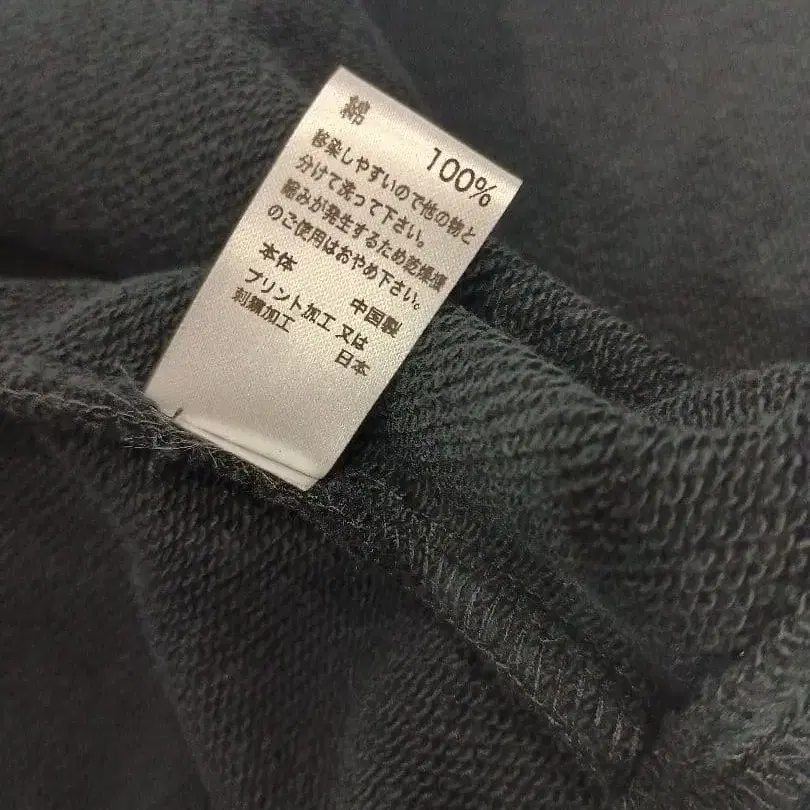 綿 100%
移染しやすいので他の物と
分けて洗って下さい。
縮みが発生するため乾燥機
のご使用はおやめ下さい。
本体 中国製
プリント加工又は
刺繍加工 日本